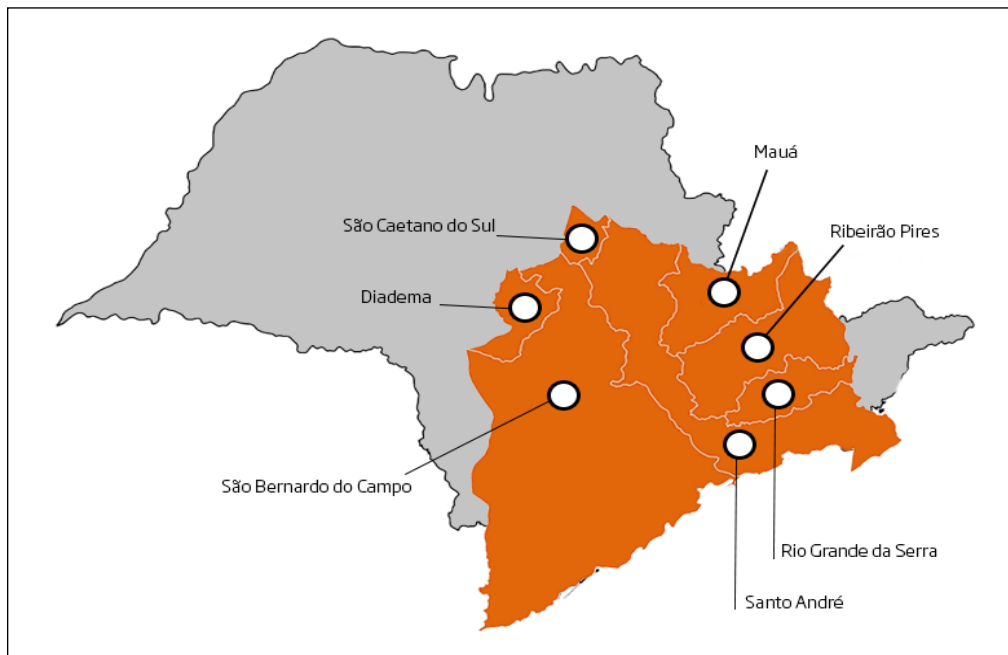 Mauá
São Caetano do Sul
Ribeirão Pires
Diadema
São Bernardo do Campo
Rio Grande da Serra
Santo André